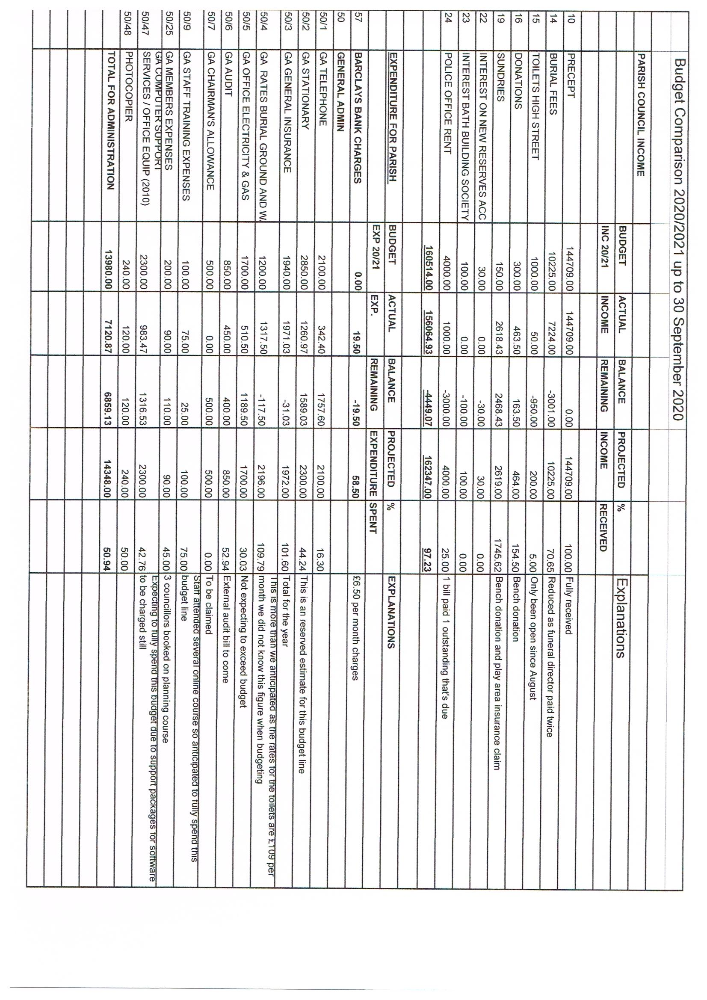 Budget Comparison 2020/2021 up to 30 September 2020
PARISH COUNCIL INCOME
BUDGET ACTUAL BALANCE PROJECTED % Explanations
INC 20/21 INCOME REMAINING INCOME RECEIVED
10 PRECEPT 144709.00 144709.00 0.00 144709.00 100.00 Fully received
14 BURIAL FEES 10225.00 7224.00 -3001.00 10225.00 70.65 Reduced as funeral director paid twice
15 TOILETS HIGH STREET 1000.00 50.00 -950.00 200.00 5.00 Only been open since August
16 DONATIONS 300.00 463.50 163.50 464.00 154.50 Bench donation
19 SUNDRIES 150.00 2618.43 2468.43 2619.00 1745.62 Bench donation and play area insurance claim
22 INTEREST ON NEW RESERVES ACC 30.00 0.00 -30.00 30.00 0.00
23 INTEREST BATH BUILDING SOCIETY 100.00 0.00 -100.00 100.00 0.00
24 POLICE OFFICE RENT 4000.00 1000.00 -3000.00 4000.00 25.00 1 bill paid 1 outstanding that's due
160514.00 156064.93 -4449.07 162347.00 97.23
EXPENDITURE FOR PARISH BUDGET ACTUAL BALANCE PROJECTED % EXPLANATIONS
EXP 20/21 EXP. REMAINING EXPENDITURE SPENT
57 BARCLAYS BANK CHARGES 0.00 19.50 -19.50 58.50 £6.50 per month charges
50 GENERAL ADMIN
50/1 GA TELEPHONE 2100.00 342.40 1757.60 2100.00 16.30
50/2 GA STATIONARY 2850.00 1260.97 1589.03 2300.00 44.24 This is an reserved estimate for this budget line
50/3 GA GENERAL INSURANCE 1940.00 1971.03 -31.03 1972.00 101.60 Total for the year
This is more than we anticipated as the rates for the toilets are £109 per
50/4 GA RATES BURIAL GROUND AND WA 1200.00 1317.50 -117.50 2196.00 109.79 month we did not know this figure when budgeting
50/5 GA OFFICE ELECTRICITY & GAS 1700.00 510.50 1189.50 1700.00 30.03 Not expecting to exceed budget
50/6 GA AUDIT 850.00 450.00 400.00 850.00 52.94 External audit bill to come
50/7 GA CHAIRMAN'S ALLOWANCE 500.00 0.00 500.00 500.00 0.00 To be claimed
Staff attended several online course so anticipated to fully spend this
50/9 GA STAFF TRAINING EXPENSES 100.00 75.00 25.00 100.00 75.00 budget line
50/25 GA MEMBERS EXPENSES 200.00 90.00 110.00 90.00 45.00 3 councillors booked on planning course
GA COMPUTER SUPPORT Expecting to fully spend this budget due to support packages for software
50/47 SERVICES / OFFICE EQUIP (2010) 2300.00 983.47 1316.53 2300.00 42.76 to be charged still
50/48 PHOTOCOPIER 240.00 120.00 120.00 240.00 50.00
TOTAL FOR ADMINISTRATION 13980.00 7120.87 6859.13 14348.00 50.94